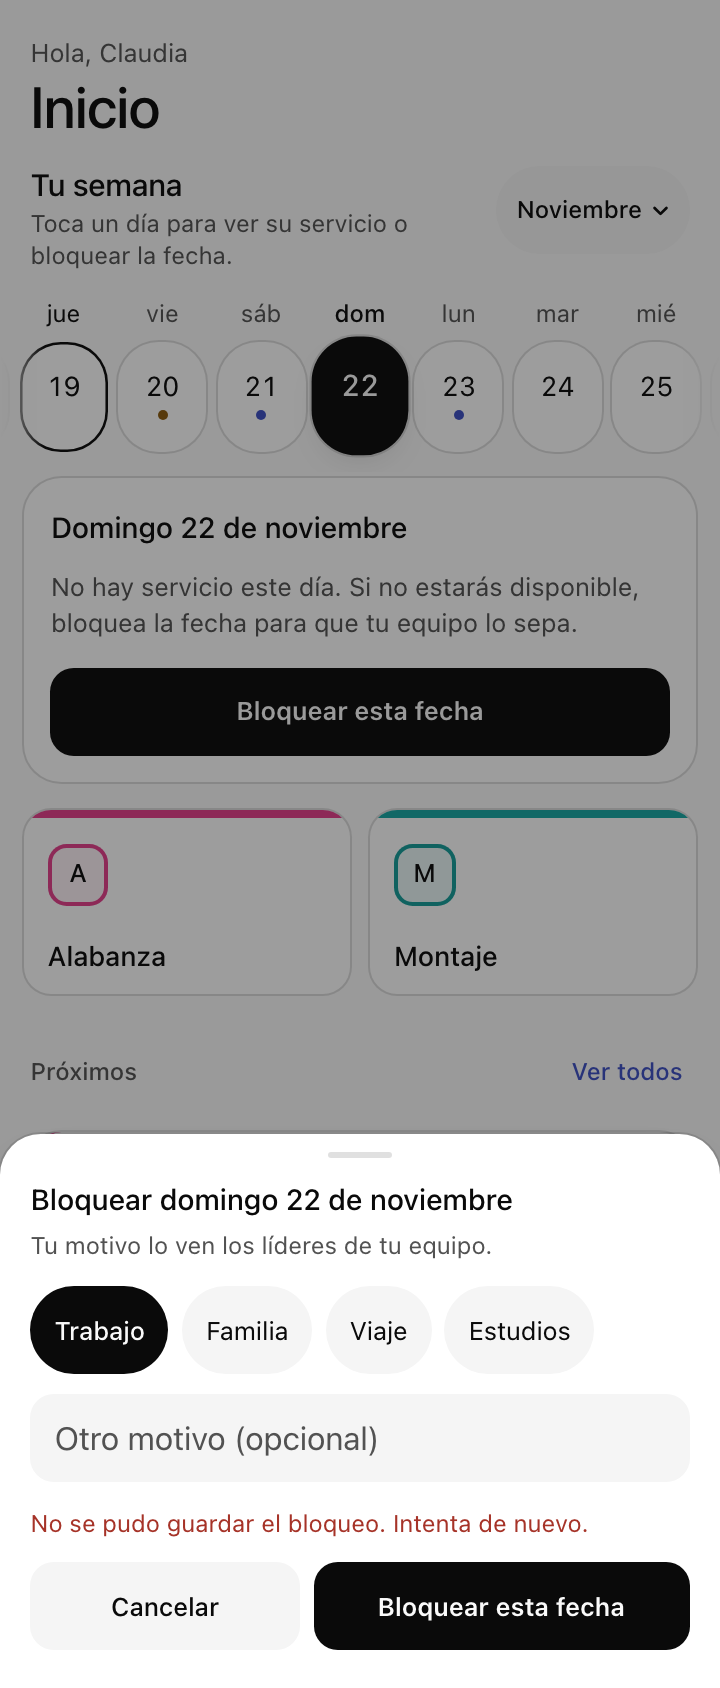 Hola, Claudia
Inicio
Tu semana
Toca un día para ver su servicio o
bloquear la fecha.
Noviembre
jue vie sáb dom lun mar mié
19 20 21 22 23 24 25
Domingo 22 de noviembre
No hay servicio este día. Si no estarás disponible,
bloquea la fecha para que tu equipo lo sepa.
Bloquear esta fecha
A
Alabanza
M
Montaje
Próximos
Ver todos
Bloquear domingo 22 de noviembre
Tu motivo lo ven los líderes de tu equipo.
Trabajo Familia Viaje Estudios
Otro motivo (opcional)
No se pudo guardar el bloqueo. Intenta de nuevo.
Cancelar Bloquear esta fecha